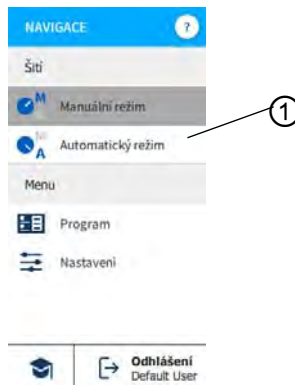 NAVIGACE ?
Šití
M Manuální režim
A Automatický režim
1
Menu
Program
Nastavení
Odhlášení
Default User